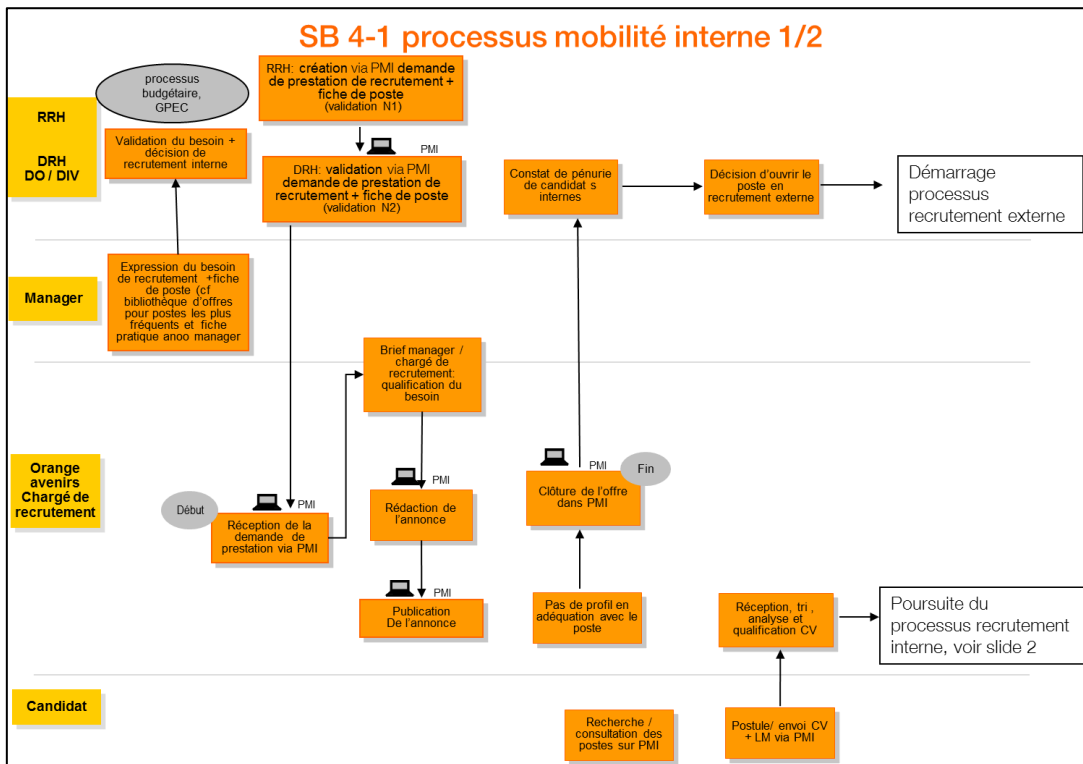 SB 4-1 processus mobilité interne 1/2
RRH
DRH
DO / DIV
processus
budgétaire,
GPEC
Validation du besoin +
décision de
recrutement interne
RRH: création via PMI demande
de prestation de recrutement +
fiche de poste
(validation N1)
PMI
DRH: validation via PMI
demande de prestation de
recrutement + fiche de poste
(validation N2)
Constat de pénurie
de candidat s
internes
Décision d'ouvrir le
poste en
recrutement externe
Démarrage
processus
recrutement externe
Manager
Expression du besoin
de recrutement +fiche
de poste (cf
bibliothèque d'offres
pour postes les plus
fréquents et fiche
pratique anoo manager
Orange
avenirs
Chargé de
recrutement
Brief manager /
chargé de
recrutement:
qualification du
besoin
Début
PMI
Réception de la
demande de
prestation via PMI
PMI
Rédaction de
l'annonce
PMI
Publication
De l'annonce
PMI
Fin
Clôture de l'offre
dans PMI
Pas de profil en
adéquation avec le
poste
Réception, tri ,
analyse et
qualification CV
Poursuite du
processus recrutement
interne, voir slide 2
Candidat
Recherche /
consultation des
postes sur PMI
Postule/ envoi CV
+ LM via PMI